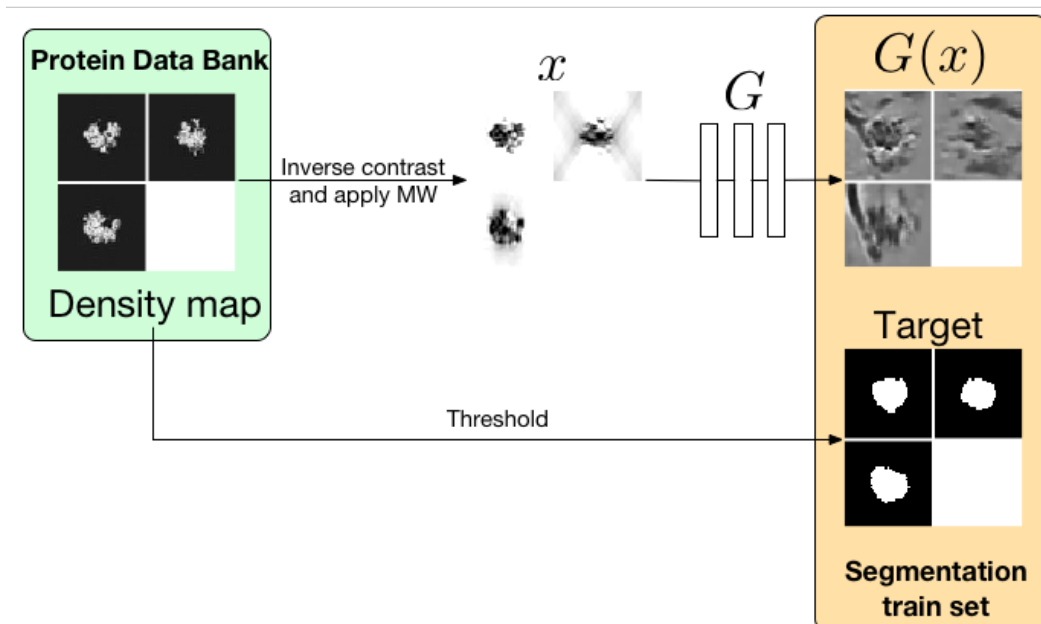 Protein Data Bank
Density map
Inverse contrast
and apply MW
x
G
G(x)
Target
Threshold
Segmentation
train set